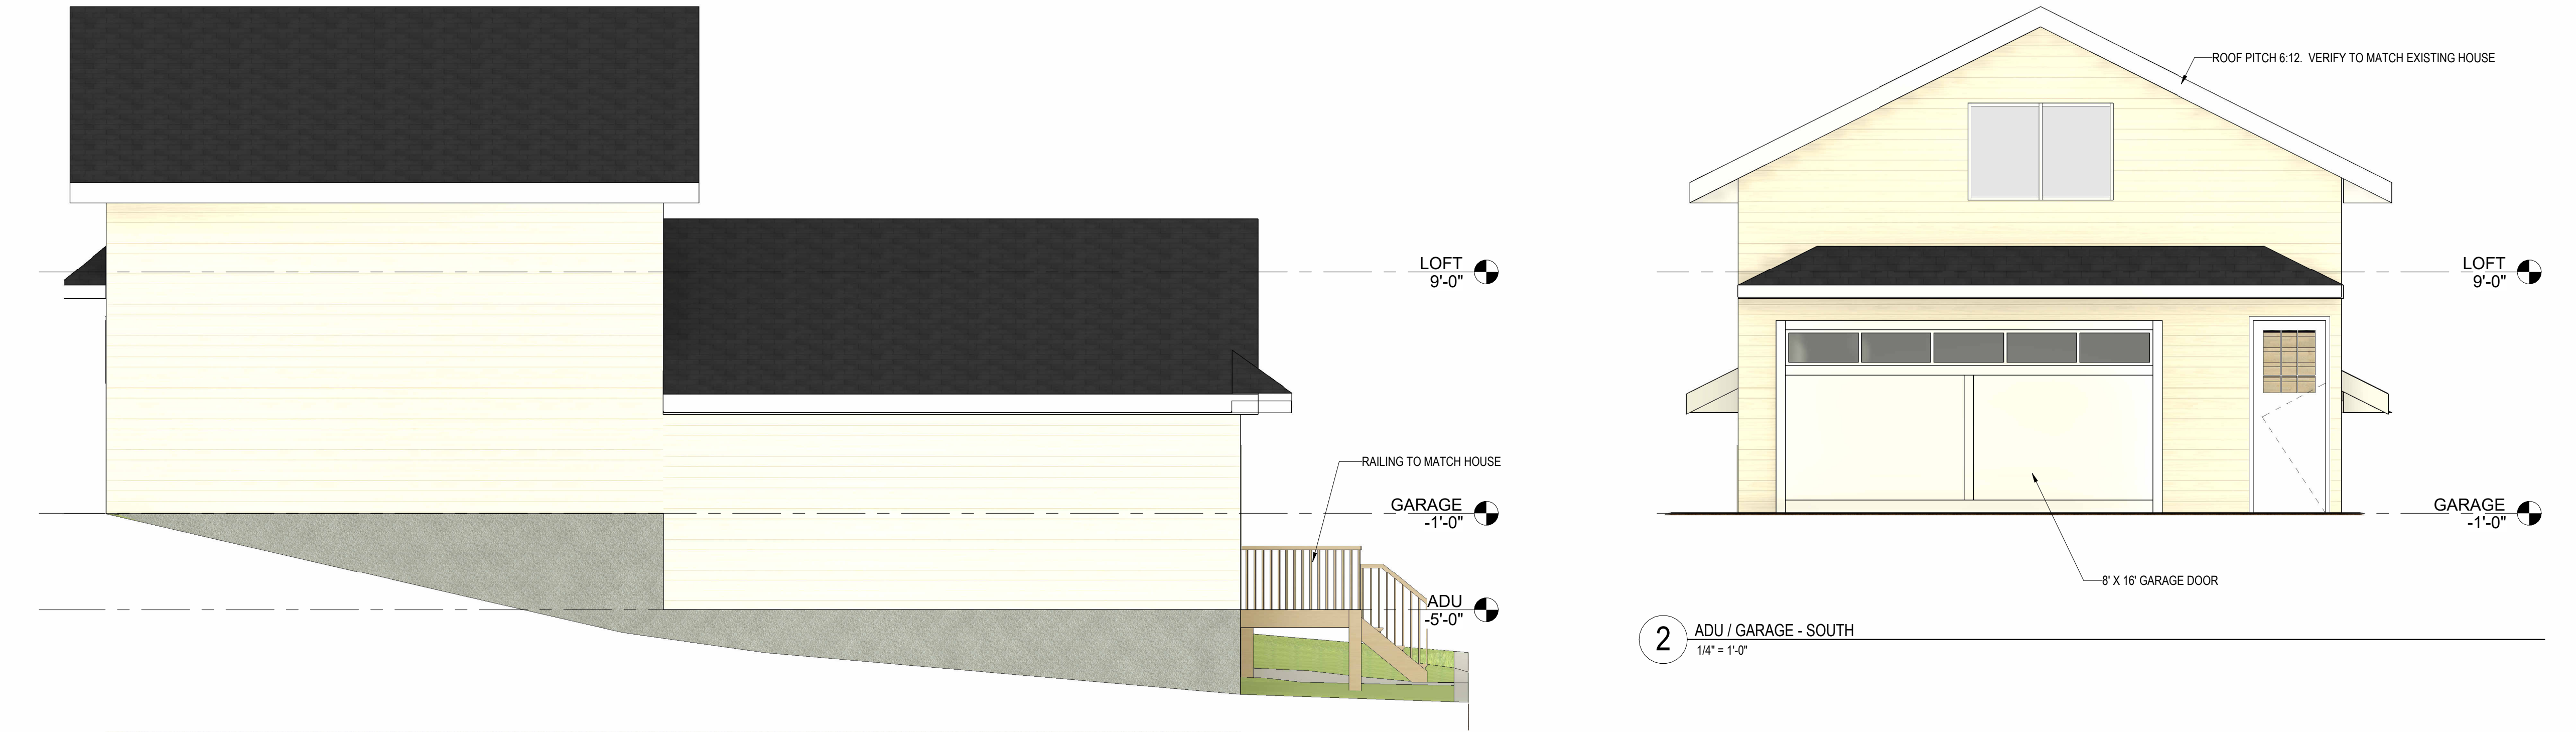 LOFT
9'-0"
RAILING TO MATCH HOUSE
GARAGE
-1'-0"
ADU
-5'-0"
ROOF PITCH 6:12. VERIFY TO MATCH EXISTING HOUSE
LOFT
9'-0"
GARAGE
-1'-0"
8' X 16' GARAGE DOOR
2
ADU / GARAGE - SOUTH
1/4" = 1'-0"